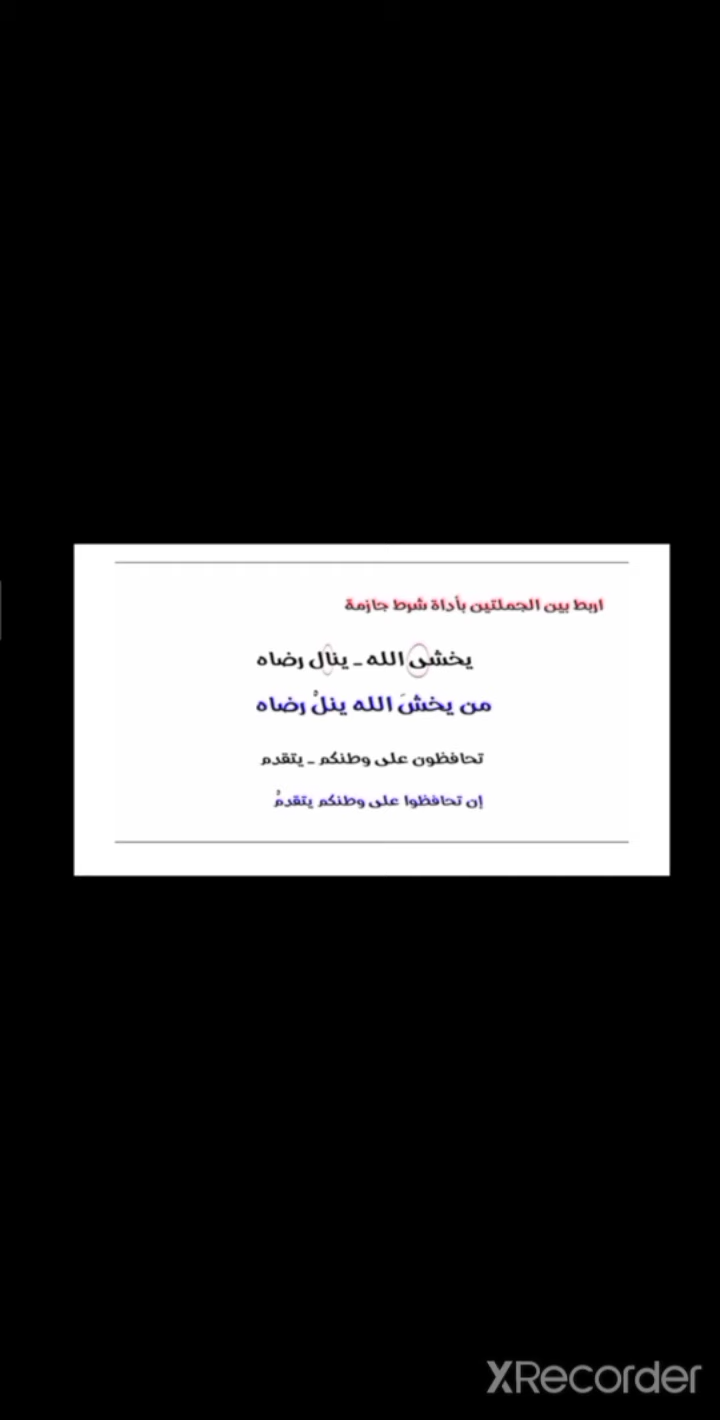 اربط بين الجملتين بأداة شرط جازمة
يخشى الله - ينال رضاه
من يخشَ الله ينلْ رضاه
تحافظون على وطنكم - يتقدم
إن تحافظوا على وطنكم يتقدمْ
XRecorder